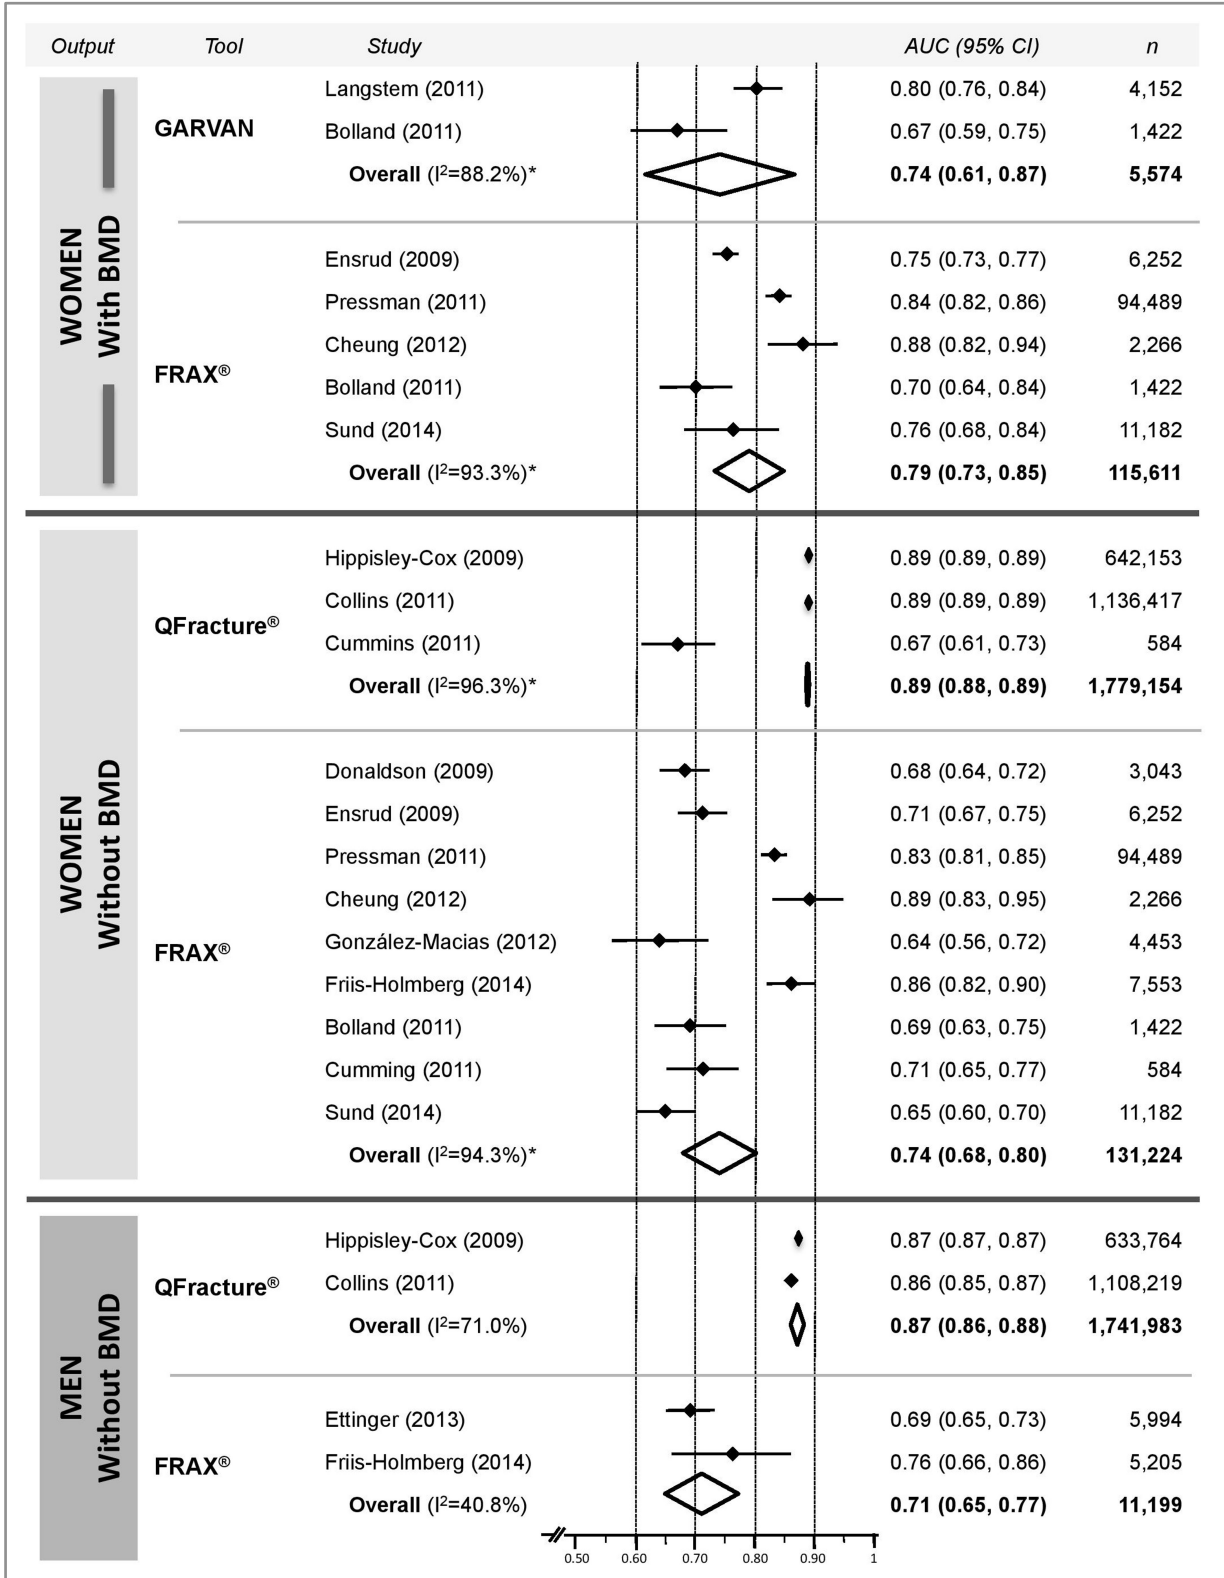 Output Tool Study AUC (95% CI) n
WOMEN
With BMD
GARVAN
Langstem (2011) 0.80 (0.76, 0.84) 4,152
Bolland (2011) 0.67 (0.59, 0.75) 1,422
Overall (I²=88.2%)* 0.74 (0.61, 0.87) 5,574
FRAX®
Ensrud (2009) 0.75 (0.73, 0.77) 6,252
Pressman (2011) 0.84 (0.82, 0.86) 94,489
Cheung (2012) 0.88 (0.82, 0.94) 2,266
Bolland (2011) 0.70 (0.64, 0.84) 1,422
Sund (2014) 0.76 (0.68, 0.84) 11,182
Overall (I²=93.3%)* 0.79 (0.73, 0.85) 115,611
WOMEN
Without BMD
QFracture®
Hippisley-Cox (2009) 0.89 (0.89, 0.89) 642,153
Collins (2011) 0.89 (0.89, 0.89) 1,136,417
Cummins (2011) 0.67 (0.61, 0.73) 584
Overall (I²=96.3%)* 0.89 (0.88, 0.89) 1,779,154
FRAX®
Donaldson (2009) 0.68 (0.64, 0.72) 3,043
Ensrud (2009) 0.71 (0.67, 0.75) 6,252
Pressman (2011) 0.83 (0.81, 0.85) 94,489
Cheung (2012) 0.89 (0.83, 0.95) 2,266
González-Macias (2012) 0.64 (0.56, 0.72) 4,453
Friis-Holmberg (2014) 0.86 (0.82, 0.90) 7,553
Bolland (2011) 0.69 (0.63, 0.75) 1,422
Cumming (2011) 0.71 (0.65, 0.77) 584
Sund (2014) 0.65 (0.60, 0.70) 11,182
Overall (I²=94.3%)* 0.74 (0.68, 0.80) 131,224
MEN
Without BMD
QFracture®
Hippisley-Cox (2009) 0.87 (0.87, 0.87) 633,764
Collins (2011) 0.86 (0.85, 0.87) 1,108,219
Overall (I²=71.0%) 0.87 (0.86, 0.88) 1,741,983
FRAX®
Ettinger (2013) 0.69 (0.65, 0.73) 5,994
Friis-Holmberg (2014) 0.76 (0.66, 0.86) 5,205
Overall (I²=40.8%) 0.71 (0.65, 0.77) 11,199
0.50 0.60 0.70 0.80 0.90 1